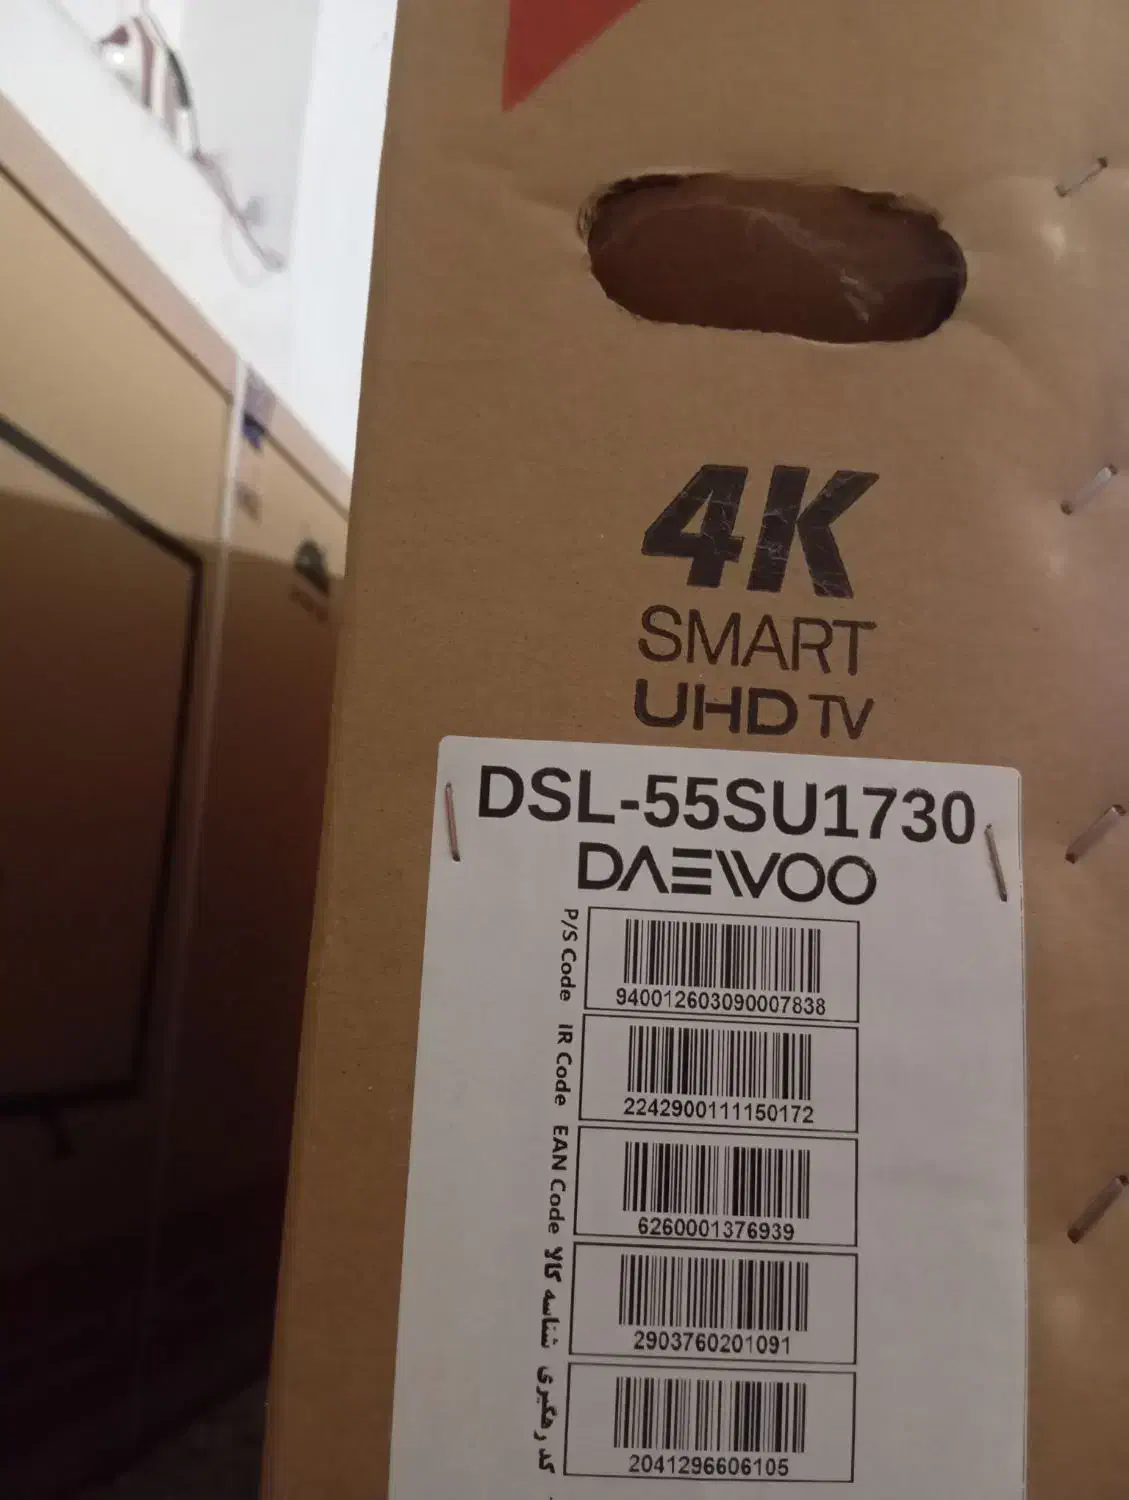 4K
SMART
UHD TV
DSL-55SU1730
DAEWOO
P/S Code
940012603090007838
IR Code
2242900111150172
EAN Code
6260001376939
شناسه کالا
2903760201091
کد رهگیری
2041296606105